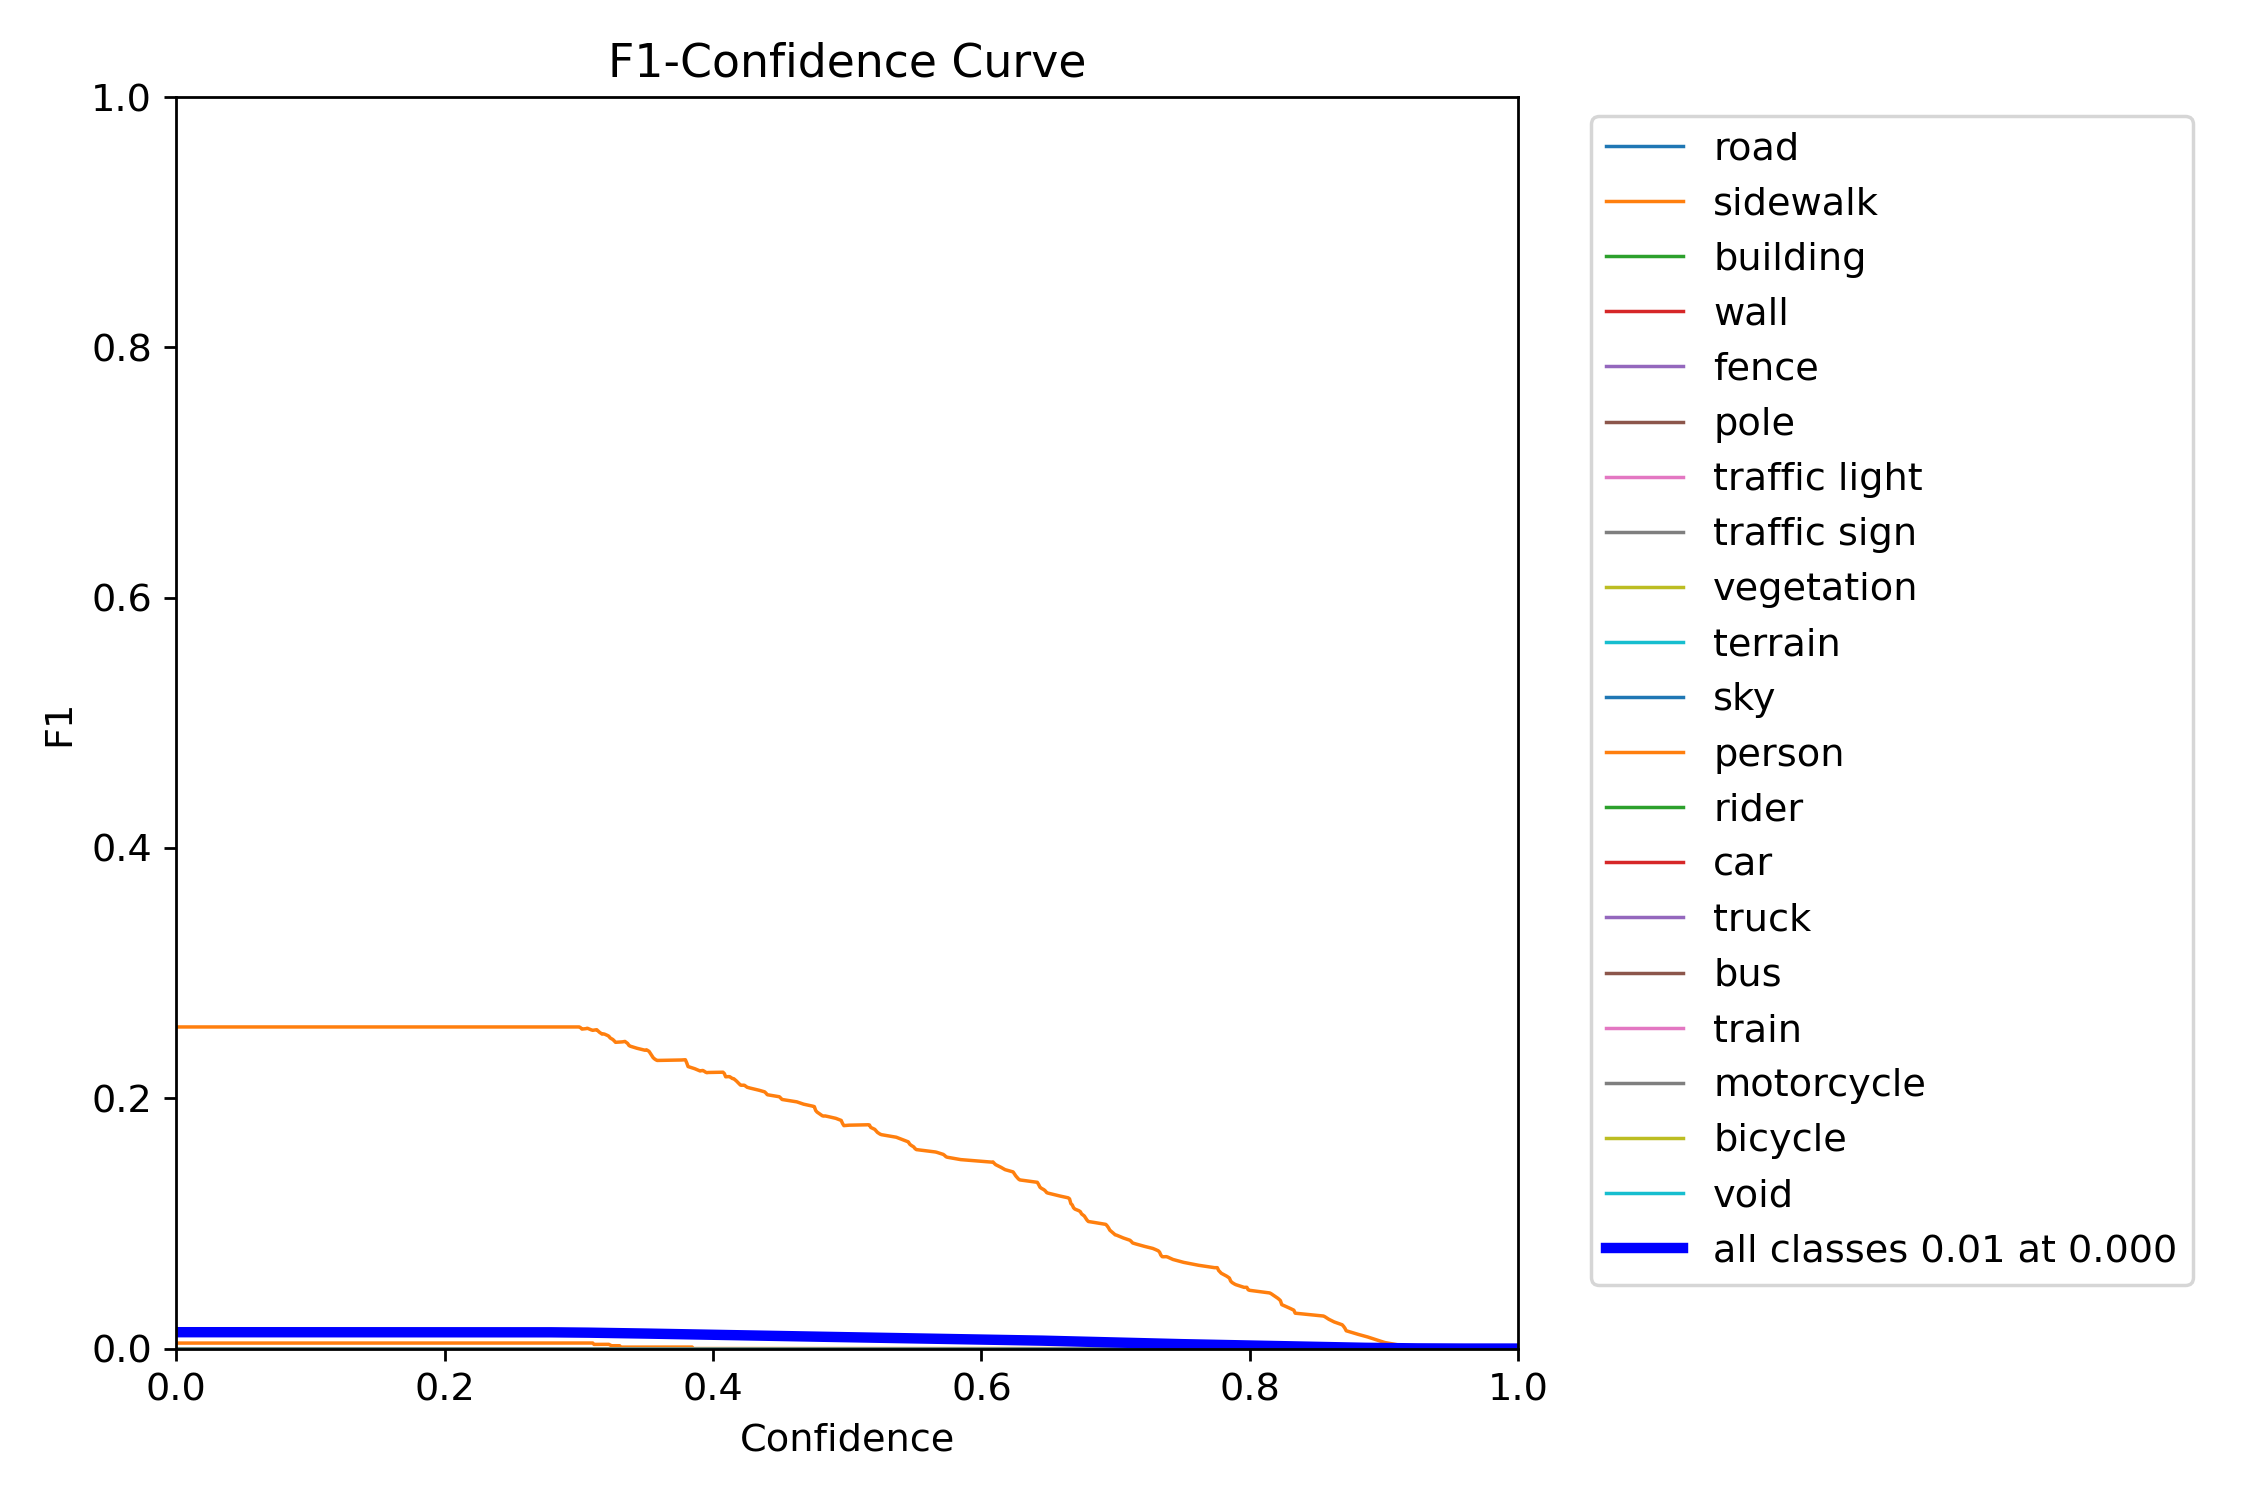 F1-Confidence Curve
1.0
0.8
0.6
0.4
0.2
0.0
F1
0.0 0.2 0.4 0.6 0.8 1.0
Confidence
road
sidewalk
building
wall
fence
pole
traffic light
traffic sign
vegetation
terrain
sky
person
rider
car
truck
bus
train
motorcycle
bicycle
void
all classes 0.01 at 0.000